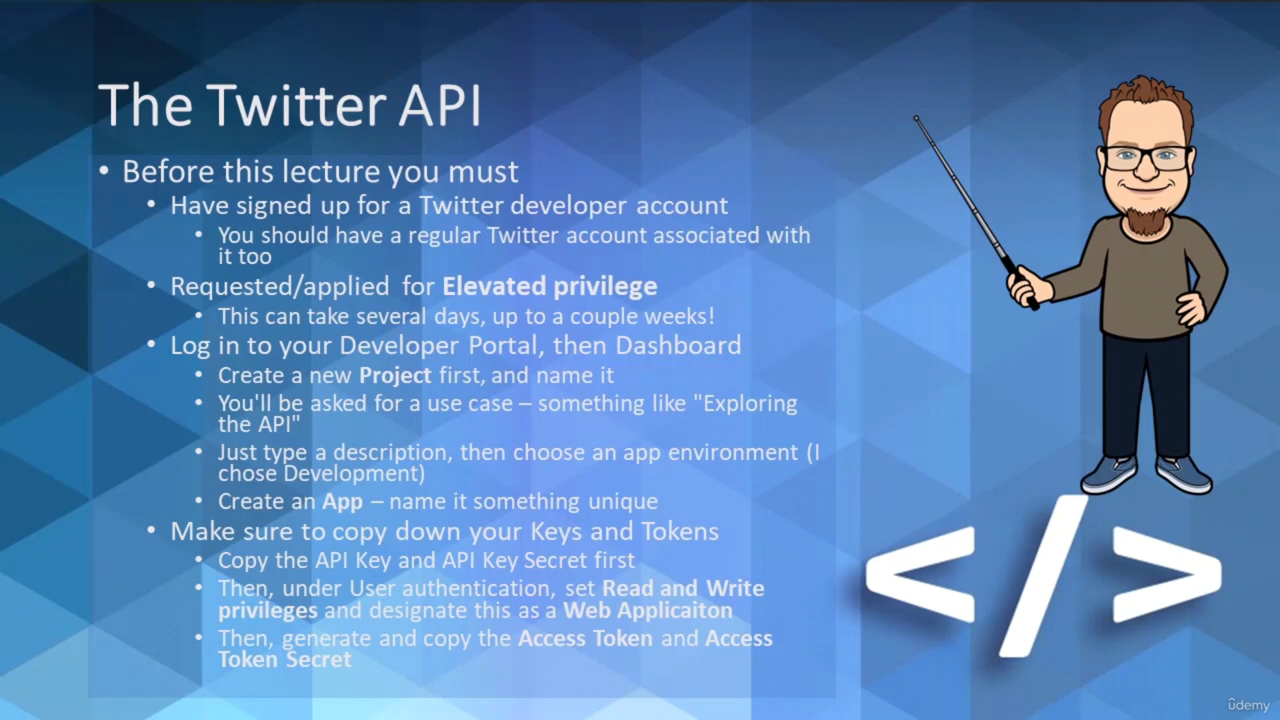 The Twitter API
• Before this lecture you must
• Have signed up for a Twitter developer account
• You should have a regular Twitter account associated with
it too
• Requested/applied for Elevated privilege
• This can take several days, up to a couple weeks!
• Log in to your Developer Portal, then Dashboard
• Create a new Project first, and name it
• You'll be asked for a use case – something like "Exploring
the API"
• Just type a description, then choose an app environment (I
chose Development)
• Create an App – name it something unique
• Make sure to copy down your Keys and Tokens
• Copy the API Key and API Key Secret first
• Then, under User authentication, set Read and Write
privileges and designate this as a Web Applicaiton
• Then, generate and copy the Access Token and Access
Token Secret
</>
udemy